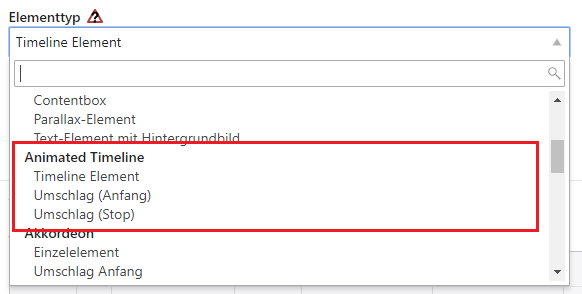 Elementtyp
Timeline Element
Contentbox
Parallax-Element
Text-Element mit Hintergrundbild
Animated Timeline
Timeline Element
Umschlag (Anfang)
Umschlag (Stop)
Akkordeon
Einzelelement
Umschlag Anfang